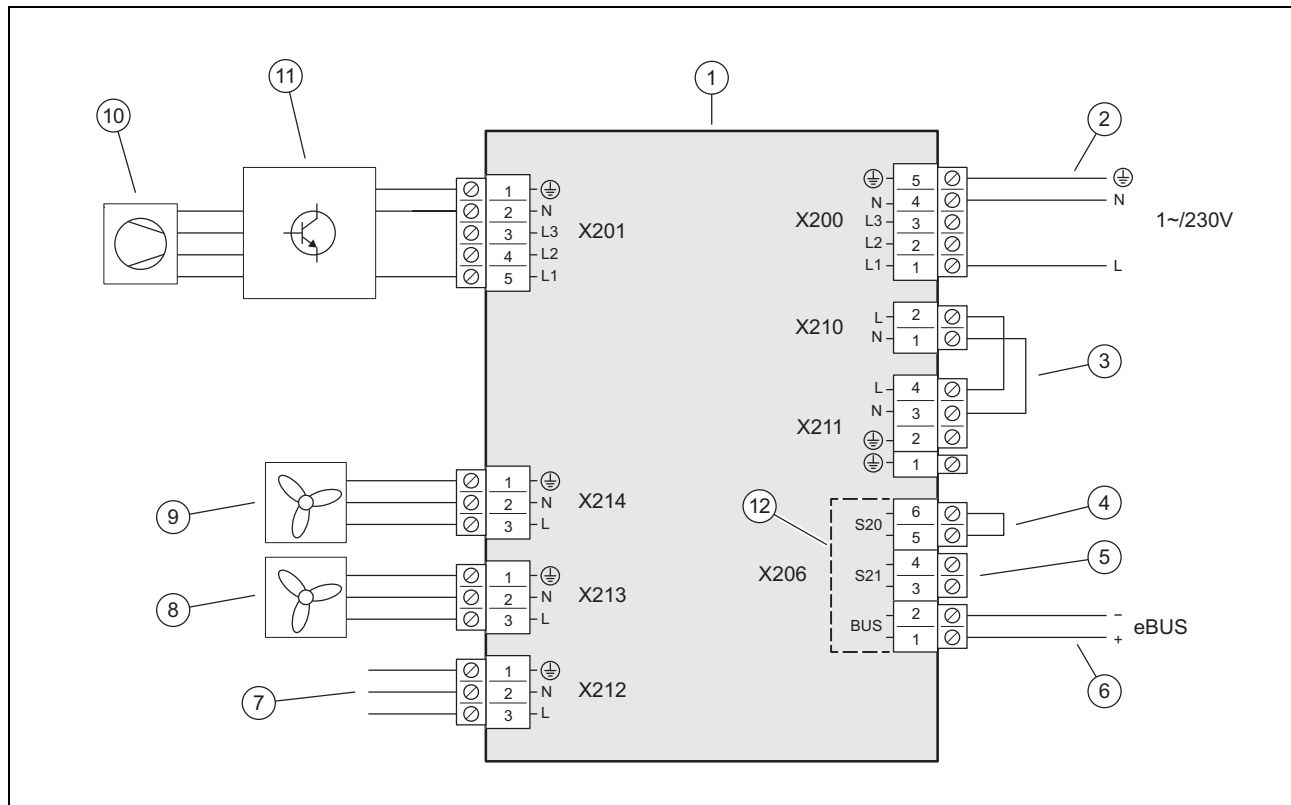 11
1
10
2
1
2 N
3 L3
4 L2
5 L1
X201
X200
5
N 4
L3 3
L2 2
L1 1
N
L
1~/230V
X210
L 2
N 1
3
X211
L 4
N 3
2
1
9
1
2 N
3 L
X214
12
X206
S20
6
5
4
S21
4
3
5
BUS
2
1
–
+
eBUS
6
8
1
2 N
3 L
X213
7
1
2 N
3 L
X212